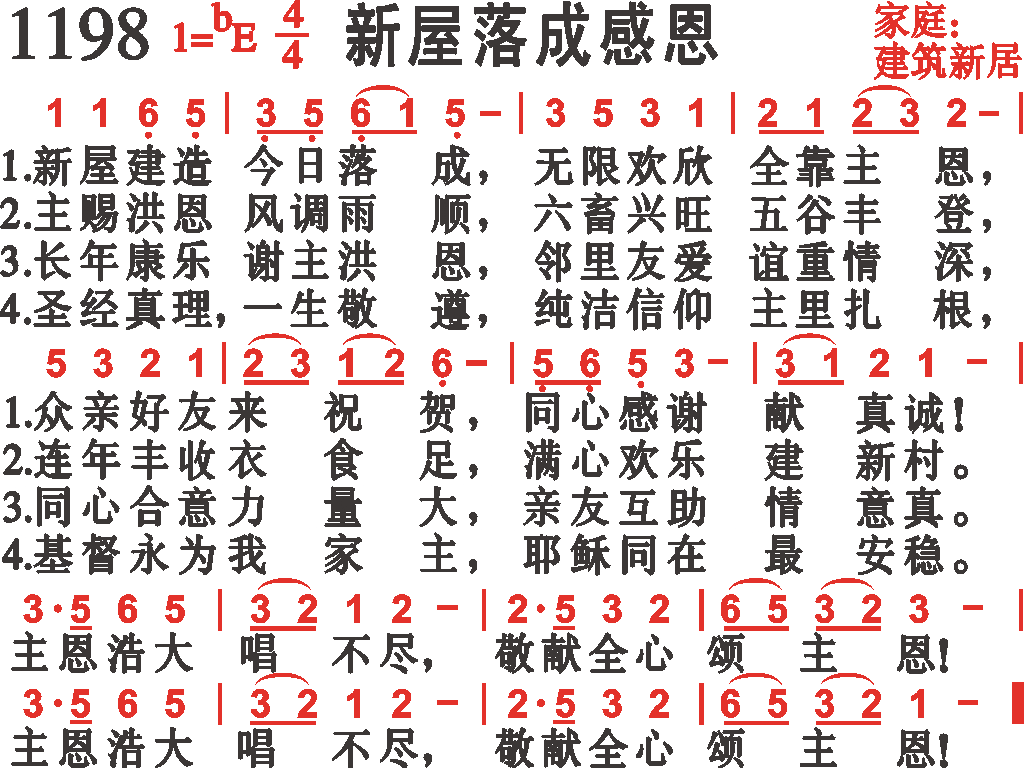 1198 1=ᵇE 4/4 新屋落成感恩 家庭:
建筑新居
1 1 6 5 | 3 5 6 1 5 – | 3 5 3 1 | 2 1 2 3 2 – |
1.新屋建造 今日落 成, 无限欢欣 全靠主 恩,
2.主赐洪恩 风调雨 顺, 六畜兴旺 五谷丰 登,
3.长年康乐 谢主洪 恩, 邻里友爱 谊重情 深,
4.圣经真理,一生敬 遵, 纯洁信仰 主里扎 根,
5 3 2 1 | 2 3 1 2 6 – | 5 6 5 3 – | 3 1 2 1 – |
1.众亲好友来 祝 贺, 同心感谢 献 真诚!
2.连年丰收衣 食 足, 满心欢乐 建 新村。
3.同心合意力 量 大, 亲友互助 情 意真。
4.基督永为我 家 主, 耶稣同在 最 安稳。
3·5 6 5 | 3 2 1 2 – | 2·5 3 2 | 6 5 3 2 3 – |
主恩浩大 唱 不尽, 敬献全心 颂 主 恩!
3·5 6 5 | 3 2 1 2 – | 2·5 3 2 | 6 5 3 2 1 –
主恩浩大 唱 不尽, 敬献全心 颂 主 恩!